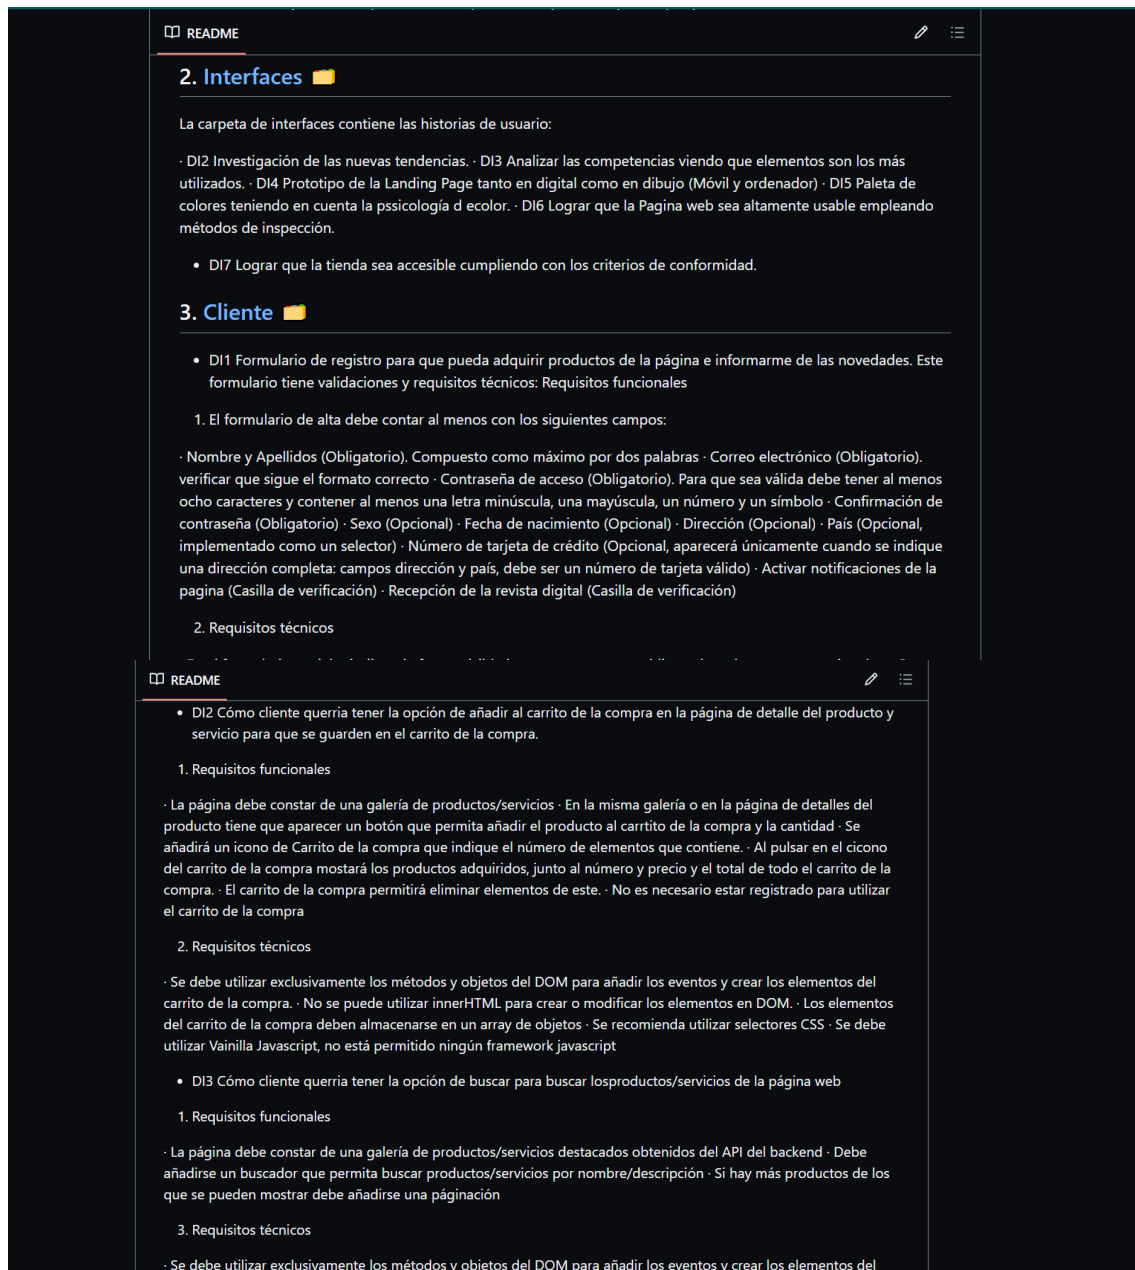 README
2. Interfaces
La carpeta de interfaces contiene las historias de usuario:
· DI2 Investigación de las nuevas tendencias. · DI3 Analizar las competencias viendo que elementos son los más
utilizados. · DI4 Prototipo de la Landing Page tanto en digital como en dibujo (Móvil y ordenador) · DI5 Paleta de
colores teniendo en cuenta la pssicología d ecolor. · DI6 Lograr que la Pagina web sea altamente usable empleando
métodos de inspección.
• DI7 Lograr que la tienda sea accesible cumpliendo con los criterios de conformidad.
3. Cliente
• DI1 Formulario de registro para que pueda adquirir productos de la página e informarme de las novedades. Este
formulario tiene validaciones y requisitos técnicos: Requisitos funcionales
1. El formulario de alta debe contar al menos con los siguientes campos:
· Nombre y Apellidos (Obligatorio). Compuesto como máximo por dos palabras · Correo electrónico (Obligatorio).
verificar que sigue el formato correcto · Contraseña de acceso (Obligatorio). Para que sea válida debe tener al menos
ocho caracteres y contener al menos una letra minúscula, una mayúscula, un número y un símbolo · Confirmación de
contraseña (Obligatorio) · Sexo (Opcional) · Fecha de nacimiento (Opcional) · Dirección (Opcional) · País (Opcional,
implementado como un selector) · Número de tarjeta de crédito (Opcional, aparecerá únicamente cuando se indique
una dirección completa: campos dirección y país, debe ser un número de tarjeta válido) · Activar notificaciones de la
pagina (Casilla de verificación) · Recepción de la revista digital (Casilla de verificación)
2. Requisitos técnicos
README
• DI2 Cómo cliente querria tener la opción de añadir al carrito de la compra en la página de detalle del producto y
servicio para que se guarden en el carrito de la compra.
1. Requisitos funcionales
· La página debe constar de una galería de productos/servicios · En la misma galería o en la página de detalles del
producto tiene que aparecer un botón que permita añadir el producto al carrtito de la compra y la cantidad · Se
añadirá un icono de Carrito de la compra que indique el número de elementos que contiene. · Al pulsar en el cicono
del carrito de la compra mostará los productos adquiridos, junto al número y precio y el total de todo el carrito de la
compra. · El carrito de la compra permitirá eliminar elementos de este. · No es necesario estar registrado para utilizar
el carrito de la compra
2. Requisitos técnicos
· Se debe utilizar exclusivamente los métodos y objetos del DOM para añadir los eventos y crear los elementos del
carrito de la compra. · No se puede utilizar innerHTML para crear o modificar los elementos en DOM. · Los elementos
del carrito de la compra deben almacenarse en un array de objetos · Se recomienda utilizar selectores CSS · Se debe
utilizar Vainilla Javascript, no está permitido ningún framework javascript
• DI3 Cómo cliente querria tener la opción de buscar para buscar losproductos/servicios de la página web
1. Requisitos funcionales
· La página debe constar de una galería de productos/servicios destacados obtenidos del API del backend · Debe
añadirse un buscador que permita buscar productos/servicios por nombre/descripción · Si hay más productos de los
que se pueden mostrar debe añadirse una páginación
3. Requisitos técnicos
· Se debe utilizar exclusivamente los métodos y objetos del DOM para añadir los eventos y crear los elementos del